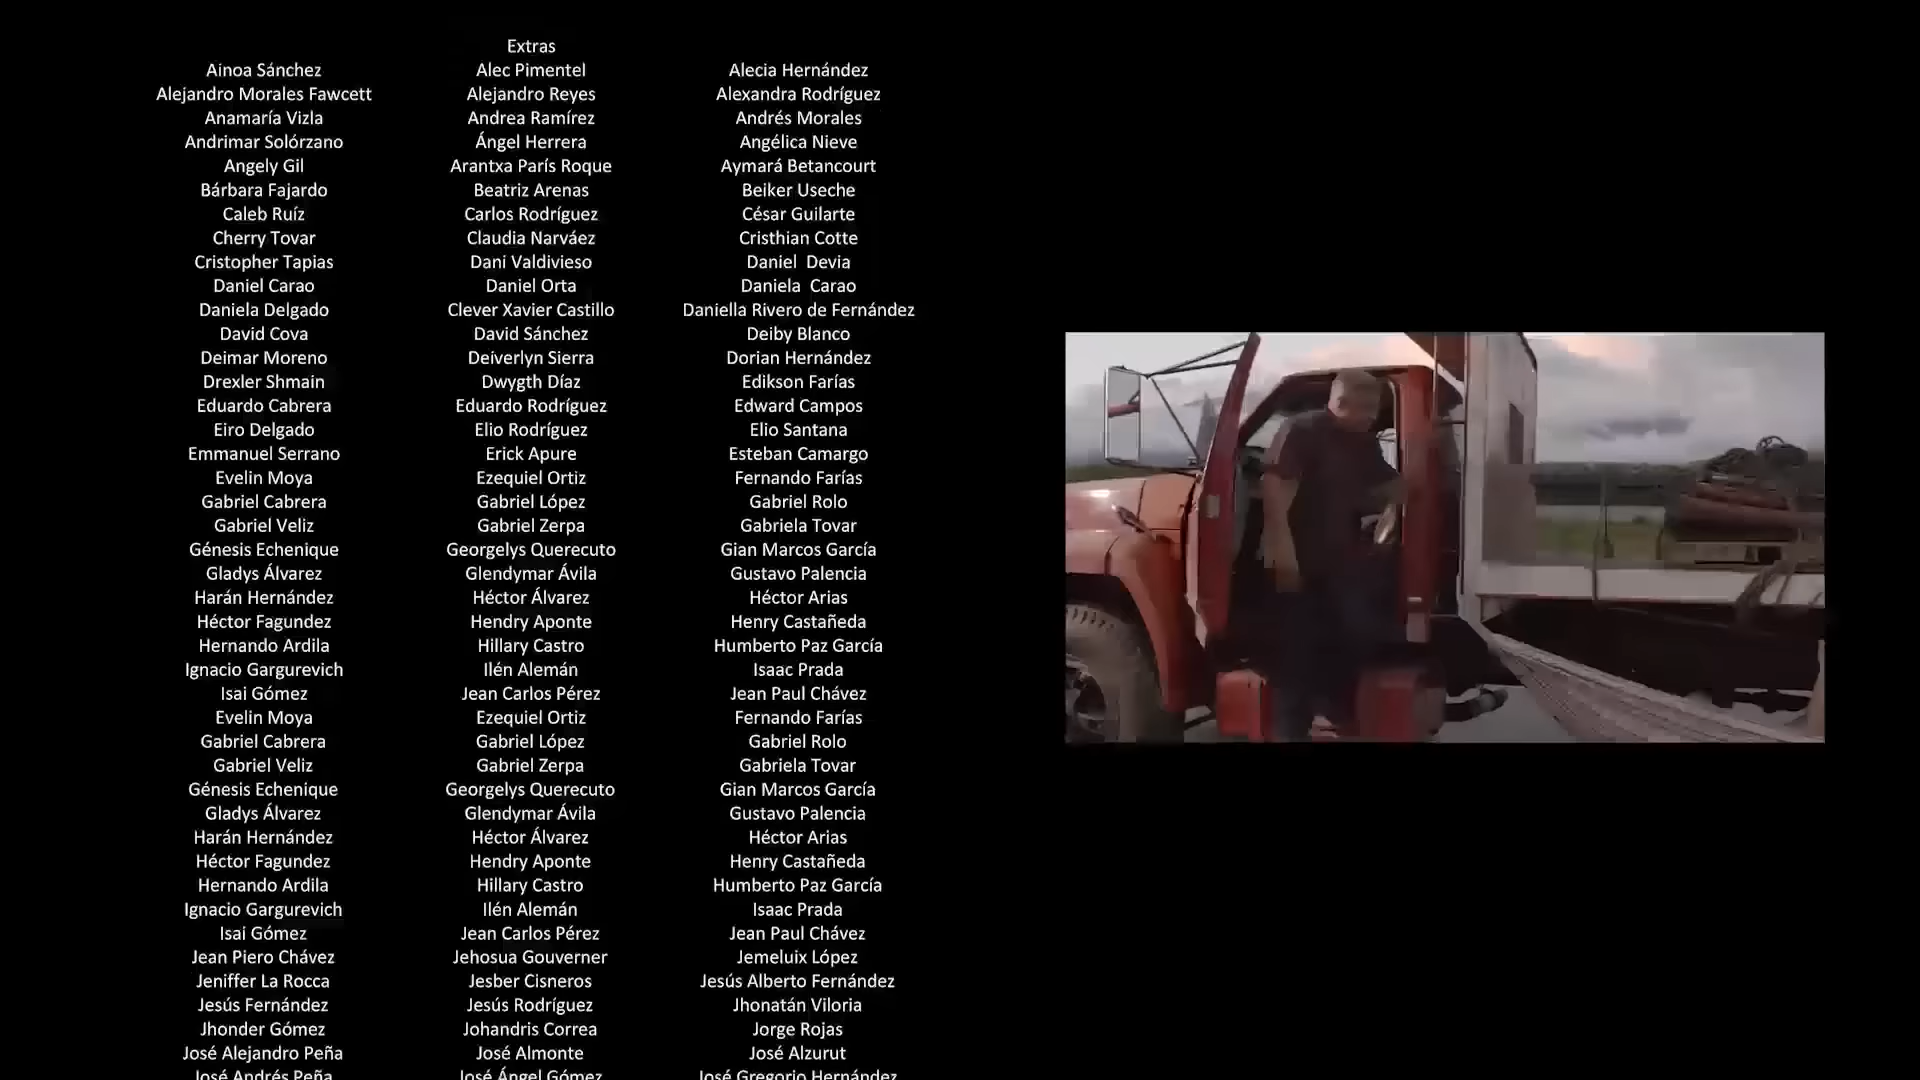 Extras
Ainoa Sánchez Alec Pimentel Alecia Hernández
Alejandro Morales Fawcett Alejandro Reyes Alexandra Rodríguez
Anamaría Vizla Andrea Ramírez Andrés Morales
Andrimar Solórzano Ángel Herrera Angélica Nieve
Angely Gil Arantxa París Roque Aymará Betancourt
Bárbara Fajardo Beatriz Arenas Beiker Useche
Caleb Ruíz Carlos Rodríguez César Guilarte
Cherry Tovar Claudia Narváez Cristhian Cotte
Cristopher Tapias Dani Valdivieso Daniel Devia
Daniel Carao Daniel Orta Daniela Carao
Daniela Delgado Clever Xavier Castillo Daniella Rivero de Fernández
David Cova David Sánchez Deiby Blanco
Deimar Moreno Deiverlyn Sierra Dorian Hernández
Drexler Shmain Dwygth Díaz Edikson Farías
Eduardo Cabrera Eduardo Rodríguez Edward Campos
Eiro Delgado Elio Rodríguez Elio Santana
Emmanuel Serrano Erick Apure Esteban Camargo
Evelin Moya Ezequiel Ortiz Fernando Farías
Gabriel Cabrera Gabriel López Gabriel Rolo
Gabriel Veliz Gabriel Zerpa Gabriela Tovar
Génesis Echenique Georgelys Querecuto Gian Marcos García
Gladys Álvarez Glendymar Ávila Gustavo Palencia
Harán Hernández Héctor Álvarez Héctor Arias
Héctor Fagundez Hendry Aponte Henry Castañeda
Hernando Ardila Hillary Castro Humberto Paz García
Ignacio Gargurevich Ilén Alemán Isaac Prada
Isai Gómez Jean Carlos Pérez Jean Paul Chávez
Evelin Moya Ezequiel Ortiz Fernando Farías
Gabriel Cabrera Gabriel López Gabriel Rolo
Gabriel Veliz Gabriel Zerpa Gabriela Tovar
Génesis Echenique Georgelys Querecuto Gian Marcos García
Gladys Álvarez Glendymar Ávila Gustavo Palencia
Harán Hernández Héctor Álvarez Héctor Arias
Héctor Fagundez Hendry Aponte Henry Castañeda
Hernando Ardila Hillary Castro Humberto Paz García
Ignacio Gargurevich Ilén Alemán Isaac Prada
Isai Gómez Jean Carlos Pérez Jean Paul Chávez
Jean Piero Chávez Jehosua Gouverner Jemeluix López
Jeniffer La Rocca Jesber Cisneros Jesús Alberto Fernández
Jesús Fernández Jesús Rodríguez Jhonatán Viloria
Jhonder Gómez Johandris Correa Jorge Rojas
José Alejandro Peña José Almonte José Alzurut
José Andrés Peña José Ángel Gómez José Gregorio Hernández